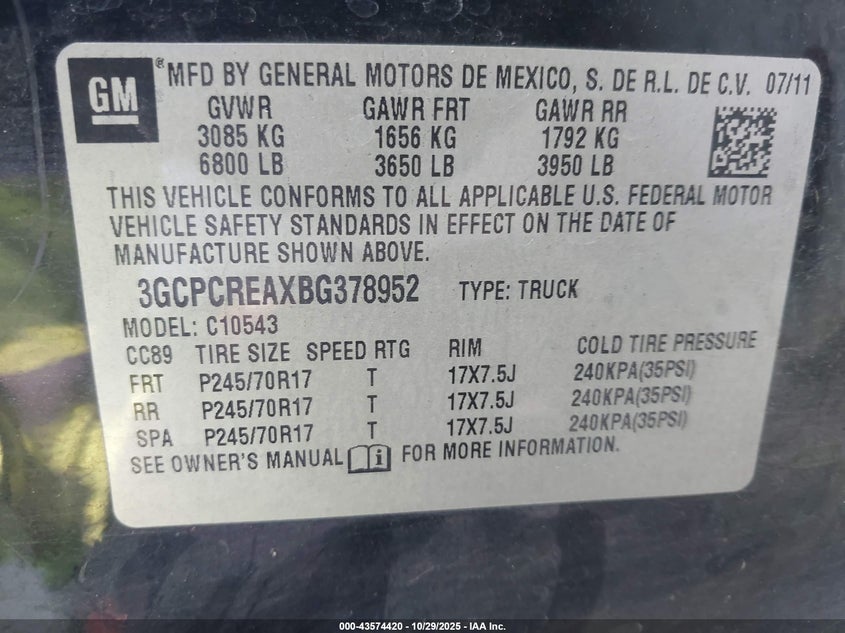 GM ® MFD BY GENERAL MOTORS DE MEXICO, S. DE R.L. DE C.V. 07/11
GVWR GAWR FRT GAWR RR
3085 KG 1656 KG 1792 KG
6800 LB 3650 LB 3950 LB
THIS VEHICLE CONFORMS TO ALL APPLICABLE U.S. FEDERAL MOTOR
VEHICLE SAFETY STANDARDS IN EFFECT ON THE DATE OF
MANUFACTURE SHOWN ABOVE.
3GCPCREAXBG378952 TYPE: TRUCK
MODEL: C10543
CC89 TIRE SIZE SPEED RTG RIM COLD TIRE PRESSURE
FRT P245/70R17 T 17X7.5J 240KPA(35PSI)
RR P245/70R17 T 17X7.5J 240KPA(35PSI)
SPA P245/70R17 T 17X7.5J 240KPA(35PSI)
SEE OWNER'S MANUAL i FOR MORE INFORMATION.
000-43574420 - 10/29/2025 - IAA Inc.